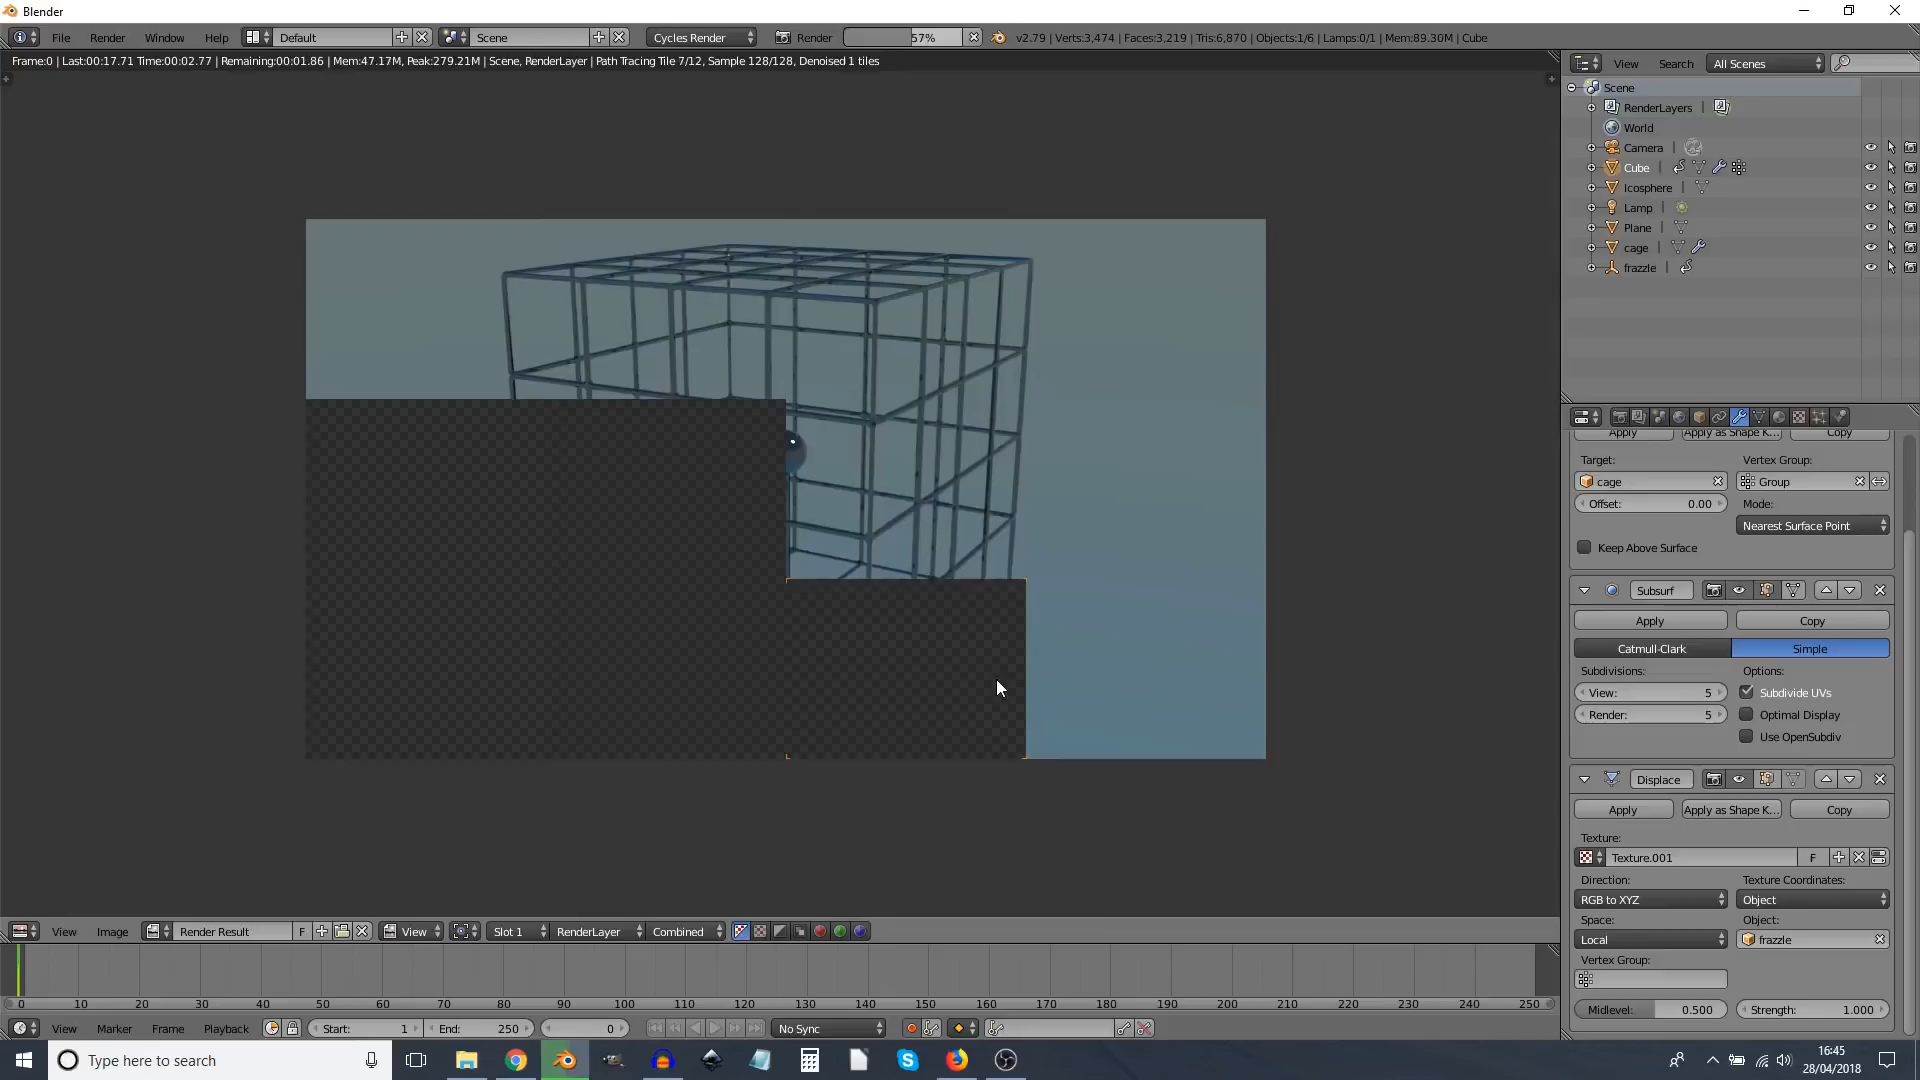 Blender
File Render Window Help Default Scene Cycles Render Render 57% v2.79 | Verts:3,474 | Faces:3,219 | Tris:6,870 | Objects:1/6 | Lamps:0/1 | Mem:89.30M | Cube
Frame:0 | Last:00:17.71 Time:00:02.77 | Remaining:00:01.86 | Mem:47.17M, Peak:279.21M | Scene, RenderLayer | Path Tracing Tile 7/12, Sample 128/128, Denoised 1 tiles
View Search All Scenes
Scene
RenderLayers
World
Camera
Cube
Icosphere
Lamp
Plane
cage
frazzle
Apply Apply as Shape K... Copy
Target: Vertex Group:
cage Group
Offset: 0.00 Mode:
Nearest Surface Point
Keep Above Surface
Subsurf
Apply Copy
Catmull-Clark Simple
Subdivisions: Options:
View: 5 Subdivide UVs
Render: 5 Optimal Display
Use OpenSubdiv
Displace
Apply Apply as Shape K... Copy
Texture:
Texture.001 F
Direction: Texture Coordinates:
RGB to XYZ Object
Space: Object:
Local frazzle
Vertex Group:
Midlevel: 0.500 Strength: 1.000
View Image Render Result F View Slot 1 RenderLayer Combined
0 10 20 30 40 50 60 70 80 90 100 110 120 130 140 150 160 170 180 190 200 210 220 230 240 250
View Marker Frame Playback Start: 1 End: 250 0 No Sync
Type here to search
16:45
28/04/2018